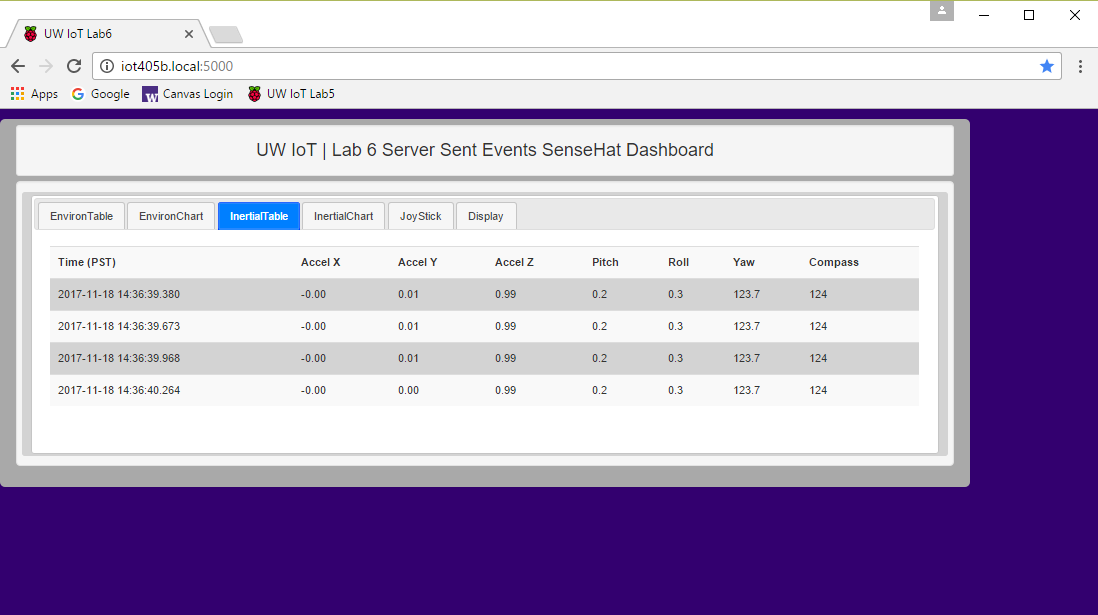 UW IoT Lab6
iot405b.local:5000
Apps Google Canvas Login UW IoT Lab5
UW IoT | Lab 6 Server Sent Events SenseHat Dashboard
EnvironTable EnvironChart InertialTable InertialChart JoyStick Display
Time (PST) Accel X Accel Y Accel Z Pitch Roll Yaw Compass
2017-11-18 14:36:39.380 -0.00 0.01 0.99 0.2 0.3 123.7 124
2017-11-18 14:36:39.673 -0.00 0.01 0.99 0.2 0.3 123.7 124
2017-11-18 14:36:39.968 -0.00 0.01 0.99 0.2 0.3 123.7 124
2017-11-18 14:36:40.264 -0.00 0.00 0.99 0.2 0.3 123.7 124